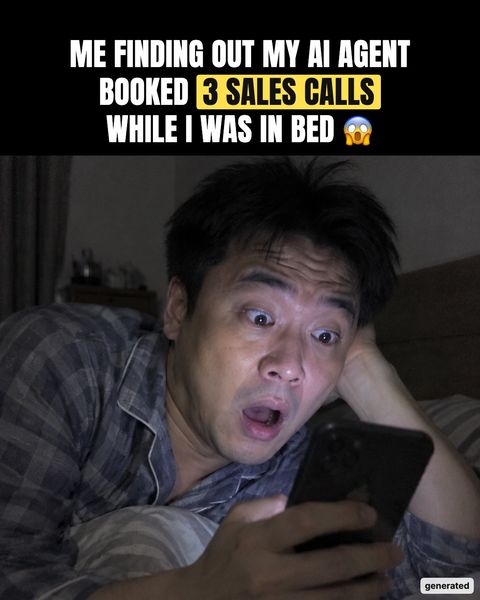 ME FINDING OUT MY AI AGENT
BOOKED 3 SALES CALLS
WHILE I WAS IN BED 😱
generated